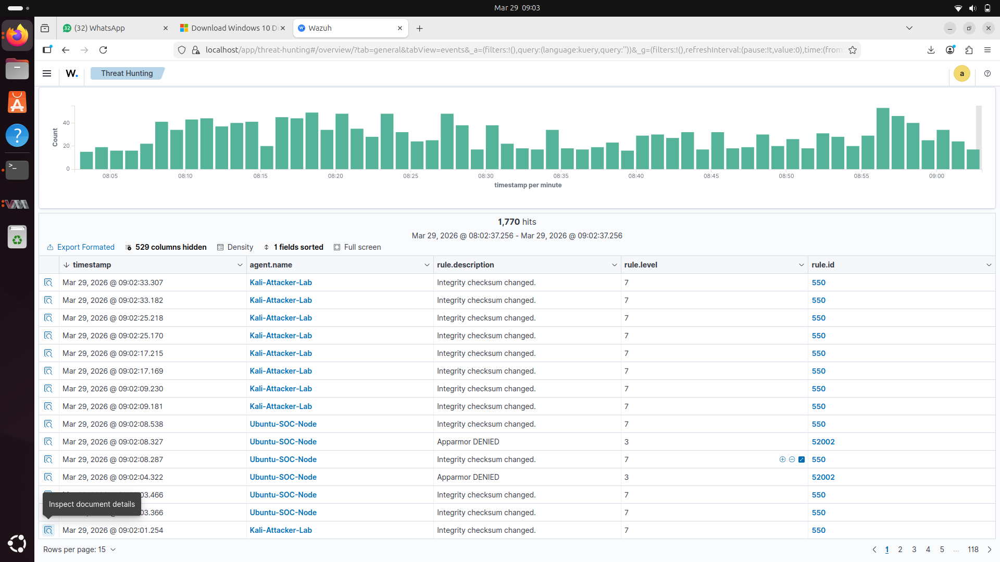 Mar 29 09:03
(32) WhatsApp
Download Windows 10 D
Wazuh
localhost/app/threat-hunting#/overview/?tab=general&tabView=events&_a=(filters:!(),query:(language:kuery,query:''))&_g=(filters:!(),refreshInterval:(pause:!t,value:0),time:(from:
W. Threat Hunting a
Count
40
20
0
08:05 08:10 08:15 08:20 08:25 08:30 08:35 08:40 08:45 08:50 08:55 09:00
timestamp per minute
1,770 hits
Mar 29, 2026 @ 08:02:37.256 - Mar 29, 2026 @ 09:02:37.256
Export Formated 529 columns hidden Density 1 fields sorted Full screen
timestamp agent.name rule.description rule.level rule.id
Mar 29, 2026 @ 09:02:33.307 Kali-Attacker-Lab Integrity checksum changed. 7 550
Mar 29, 2026 @ 09:02:33.182 Kali-Attacker-Lab Integrity checksum changed. 7 550
Mar 29, 2026 @ 09:02:25.218 Kali-Attacker-Lab Integrity checksum changed. 7 550
Mar 29, 2026 @ 09:02:25.170 Kali-Attacker-Lab Integrity checksum changed. 7 550
Mar 29, 2026 @ 09:02:17.215 Kali-Attacker-Lab Integrity checksum changed. 7 550
Mar 29, 2026 @ 09:02:17.169 Kali-Attacker-Lab Integrity checksum changed. 7 550
Mar 29, 2026 @ 09:02:09.230 Kali-Attacker-Lab Integrity checksum changed. 7 550
Mar 29, 2026 @ 09:02:09.181 Kali-Attacker-Lab Integrity checksum changed. 7 550
Mar 29, 2026 @ 09:02:08.538 Ubuntu-SOC-Node Integrity checksum changed. 7 550
Mar 29, 2026 @ 09:02:08.327 Ubuntu-SOC-Node Apparmor DENIED 3 52002
Mar 29, 2026 @ 09:02:08.287 Ubuntu-SOC-Node Integrity checksum changed. 7 550
Mar 29, 2026 @ 09:02:04.322 Ubuntu-SOC-Node Apparmor DENIED 3 52002
03.466 Ubuntu-SOC-Node Integrity checksum changed. 7 550
Inspect document details
03.366 Ubuntu-SOC-Node Integrity checksum changed. 7 550
Mar 29, 2026 @ 09:02:01.254 Kali-Attacker-Lab Integrity checksum changed. 7 550
Rows per page: 15 1 2 3 4 5 ... 118